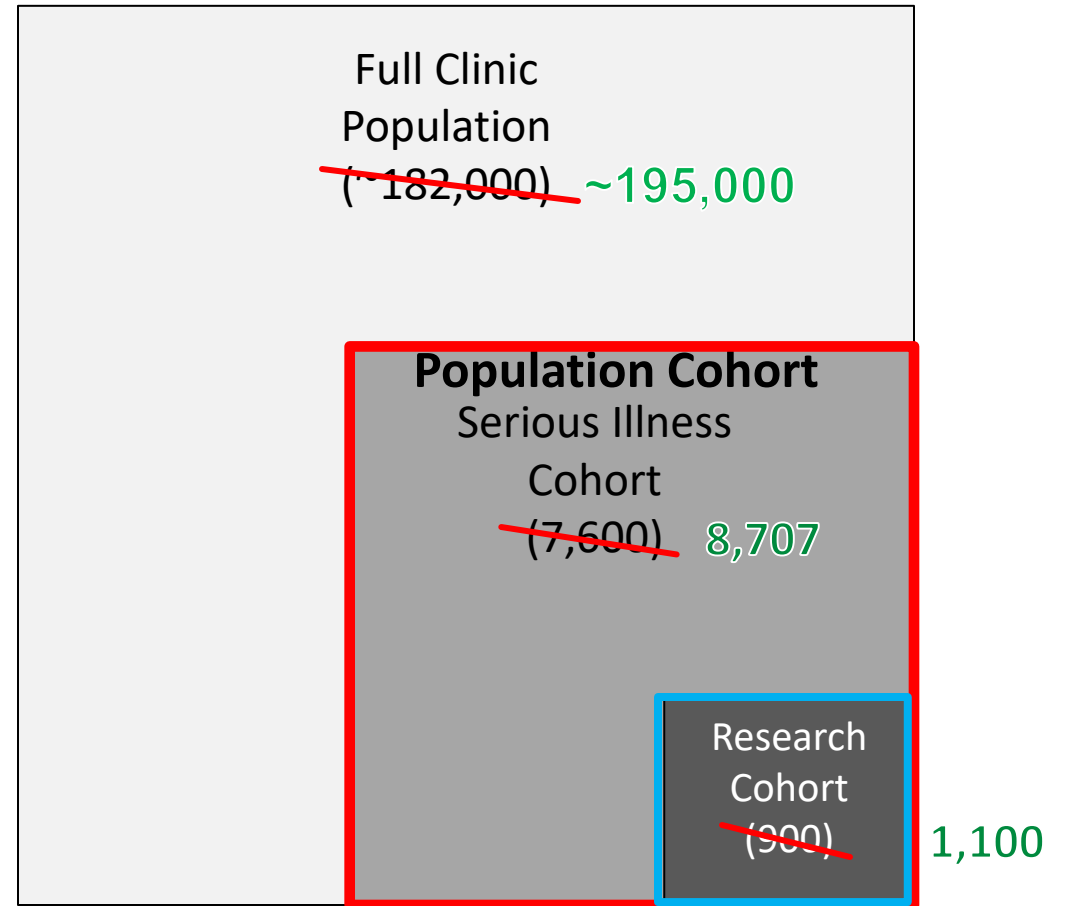 Full Clinic
Population
(~182,000) ~195,000
Population Cohort
Serious Illness
Cohort
(7,600) 8,707
Research
Cohort
(900) 1,100